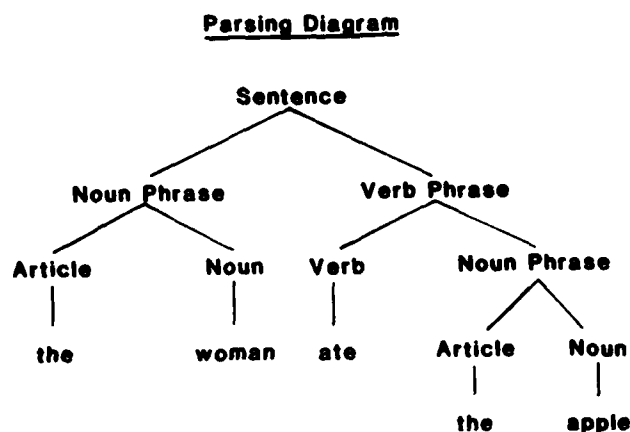 Parsing Diagram
Sentence
Noun Phrase Verb Phrase
Article Noun Verb Noun Phrase
the woman ate Article Noun
the apple